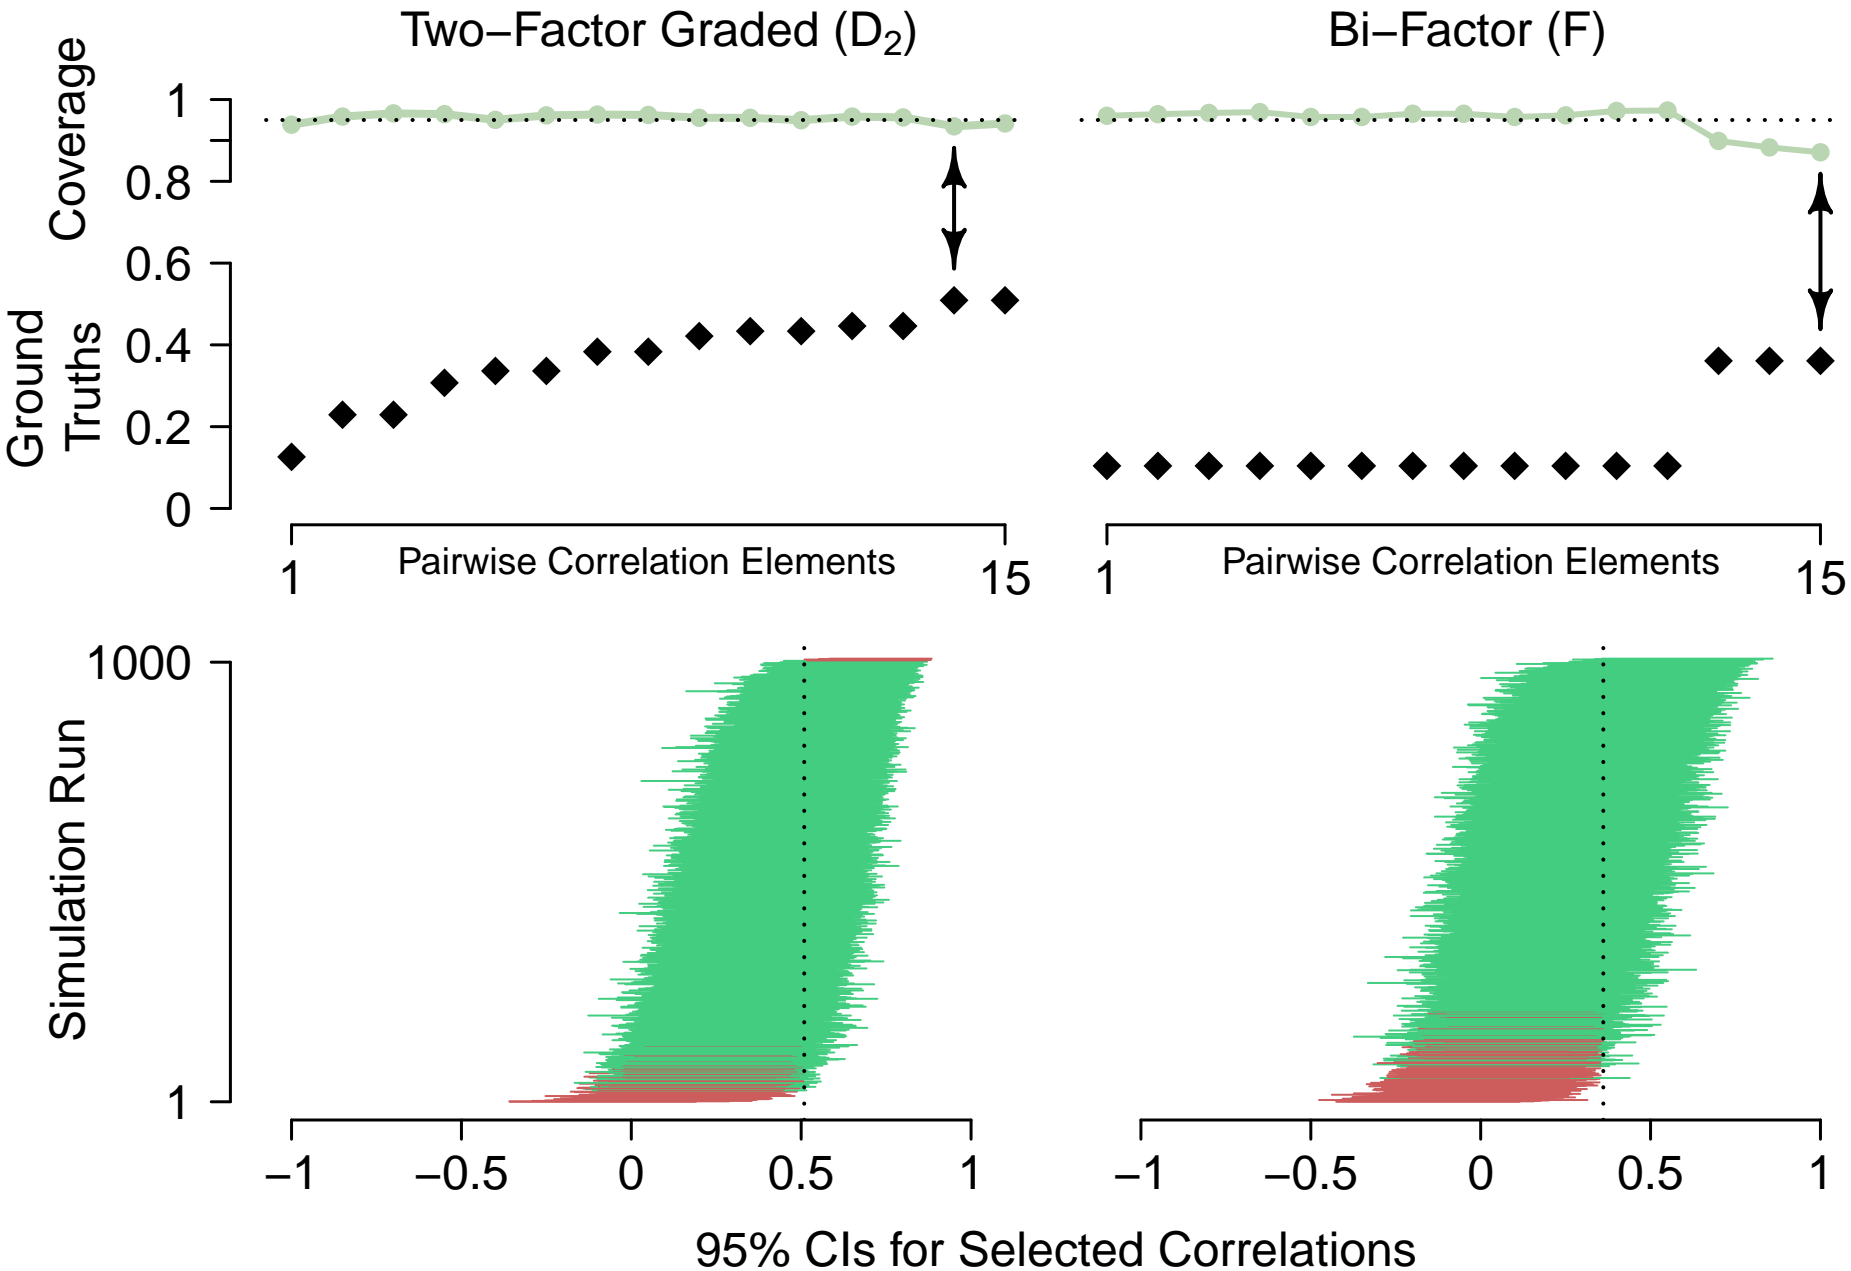 Two−Factor Graded (D₂)
Bi−Factor (F)
Coverage
1
0.8
Ground
Truths
0.6
0.4
0.2
0
1
Pairwise Correlation Elements
15
1
Pairwise Correlation Elements
15
Simulation Run
1000
1
−1
−0.5
0
0.5
1
−1
−0.5
0
0.5
1
95% CIs for Selected Correlations